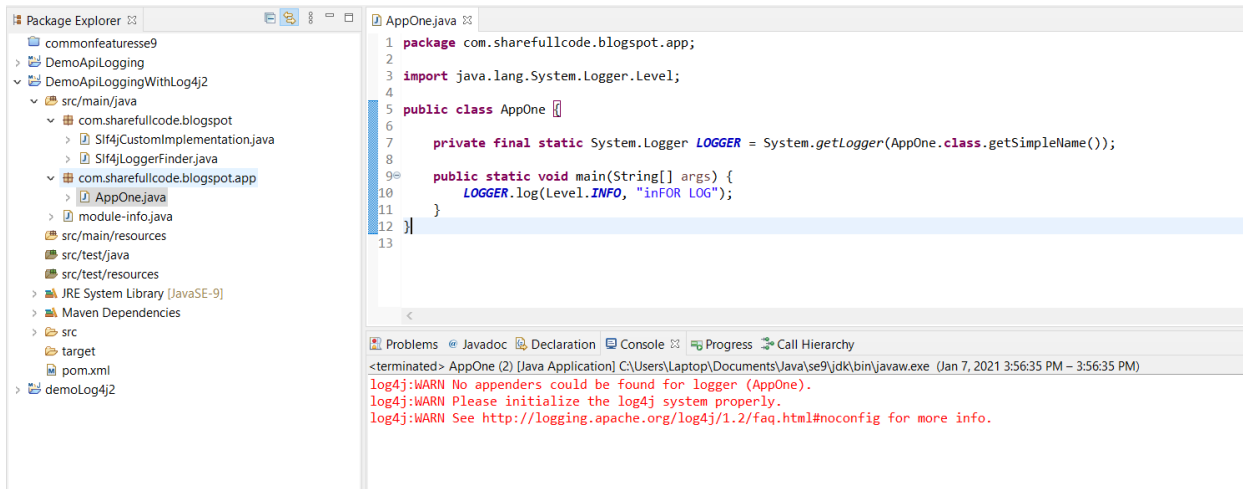 Package Explorer
commonfeaturesse9
DemoApiLogging
DemoApiLoggingWithLog4j2
src/main/java
com.sharefullcode.blogspot
Slf4jCustomImplementation.java
Slf4jLoggerFinder.java
com.sharefullcode.blogspot.app
AppOne.java
module-info.java
src/main/resources
src/test/java
src/test/resources
JRE System Library [JavaSE-9]
Maven Dependencies
src
target
pom.xml
demoLog4j2
AppOne.java
1 package com.sharefullcode.blogspot.app;
2
3 import java.lang.System.Logger.Level;
4
5 public class AppOne {
6
7 private final static System.Logger LOGGER = System.getLogger(AppOne.class.getSimpleName());
8
9 public static void main(String[] args) {
10 LOGGER.log(Level.INFO, "inFOR LOG");
11 }
12 }
13
Problems @ Javadoc Declaration Console Progress Call Hierarchy
<terminated> AppOne (2) [Java Application] C:\Users\Laptop\Documents\Java\se9\jdk\bin\javaw.exe (Jan 7, 2021 3:56:35 PM – 3:56:35 PM)
log4j:WARN No appenders could be found for logger (AppOne).
log4j:WARN Please initialize the log4j system properly.
log4j:WARN See http://logging.apache.org/log4j/1.2/faq.html#noconfig for more info.